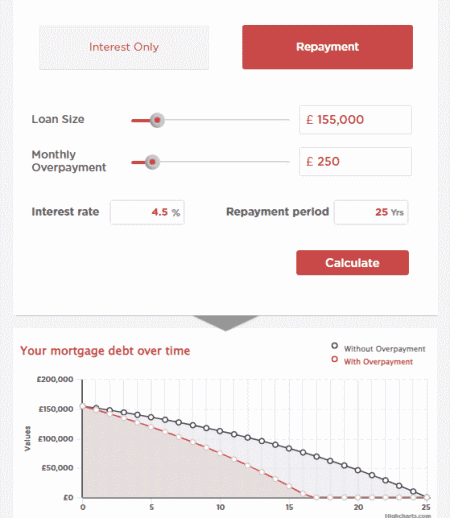 Interest Only
Repayment
Loan Size
£ 155,000
Monthly
Overpayment
£ 250
Interest rate
4.5 %
Repayment period
25 Yrs
Calculate
Your mortgage debt over time
Without Overpayment
With Overpayment
£200,000
£150,000
£100,000
£50,000
£0
Values
0 5 10 15 20 25
Highcharts.com